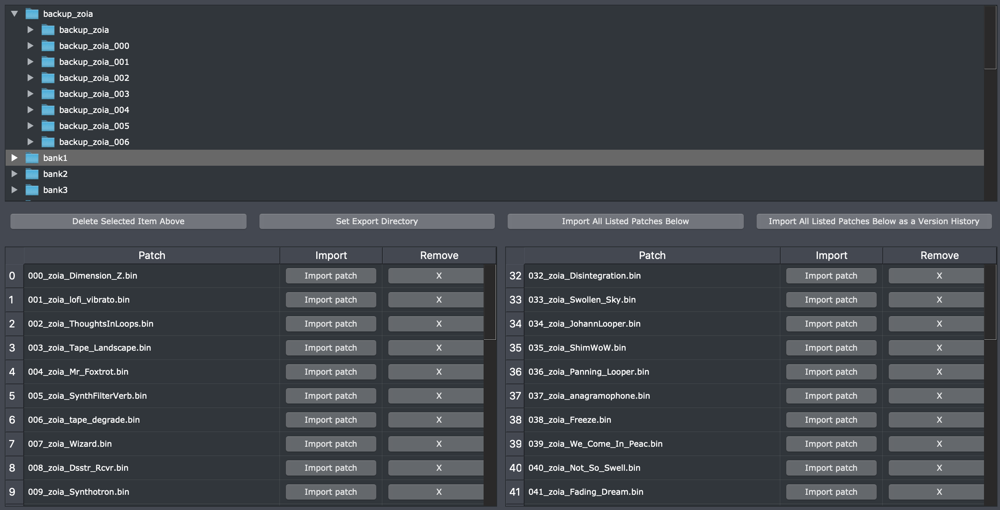 backup_zoia
backup_zoia
backup_zoia_000
backup_zoia_001
backup_zoia_002
backup_zoia_003
backup_zoia_004
backup_zoia_005
backup_zoia_006
bank1
bank2
bank3
Delete Selected Item Above
Set Export Directory
Import All Listed Patches Below
Import All Listed Patches Below as a Version History
Patch Import Remove
0 000_zoia_Dimension_Z.bin Import patch X
1 001_zoia_lofi_vibrato.bin Import patch X
2 002_zoia_ThoughtsInLoops.bin Import patch X
3 003_zoia_Tape_Landscape.bin Import patch X
4 004_zoia_Mr_Foxtrot.bin Import patch X
5 005_zoia_SynthFilterVerb.bin Import patch X
6 006_zoia_tape_degrade.bin Import patch X
7 007_zoia_Wizard.bin Import patch X
8 008_zoia_Dsstr_Rcvr.bin Import patch X
9 009_zoia_Synthotron.bin Import patch X
Patch Import Remove
32 032_zoia_Disintegration.bin Import patch X
33 033_zoia_Swollen_Sky.bin Import patch X
34 034_zoia_JohannLooper.bin Import patch X
35 035_zoia_ShimWoW.bin Import patch X
36 036_zoia_Panning_Looper.bin Import patch X
37 037_zoia_anagramophone.bin Import patch X
38 038_zoia_Freeze.bin Import patch X
39 039_zoia_We_Come_In_Peac.bin Import patch X
40 040_zoia_Not_So_Swell.bin Import patch X
41 041_zoia_Fading_Dream.bin Import patch X